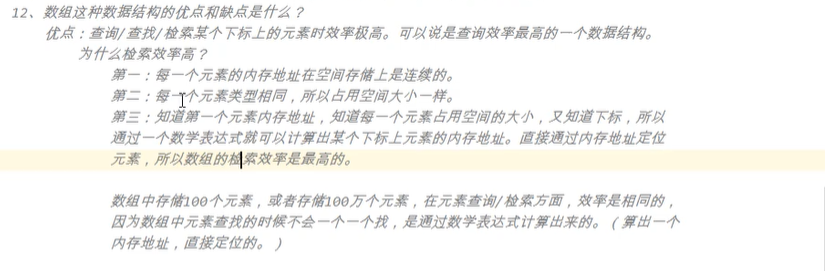 12、数组这种数据结构的优点和缺点是什么？
优点：查询/查找/检索某个下标上的元素时效率极高。可以说是查询效率最高的一个数据结构。
为什么检索效率高？
第一：每一个元素的内存地址在空间存储上是连续的。
第二：每一个元素类型相同，所以占用空间大小一样。
第三：知道第一个元素内存地址，知道每一个元素占用空间的大小，又知道下标，所以
通过一个数学表达式就可以计算出某个下标上元素的内存地址。直接通过内存地址定位
元素，所以数组的检索效率是最高的。
数组中存储100个元素，或者存储100万个元素，在元素查询/检索方面，效率是相同的，
因为数组中元素查找的时候不会一个一个找，是通过数学表达式计算出来的。（算出一个
内存地址，直接定位的。）